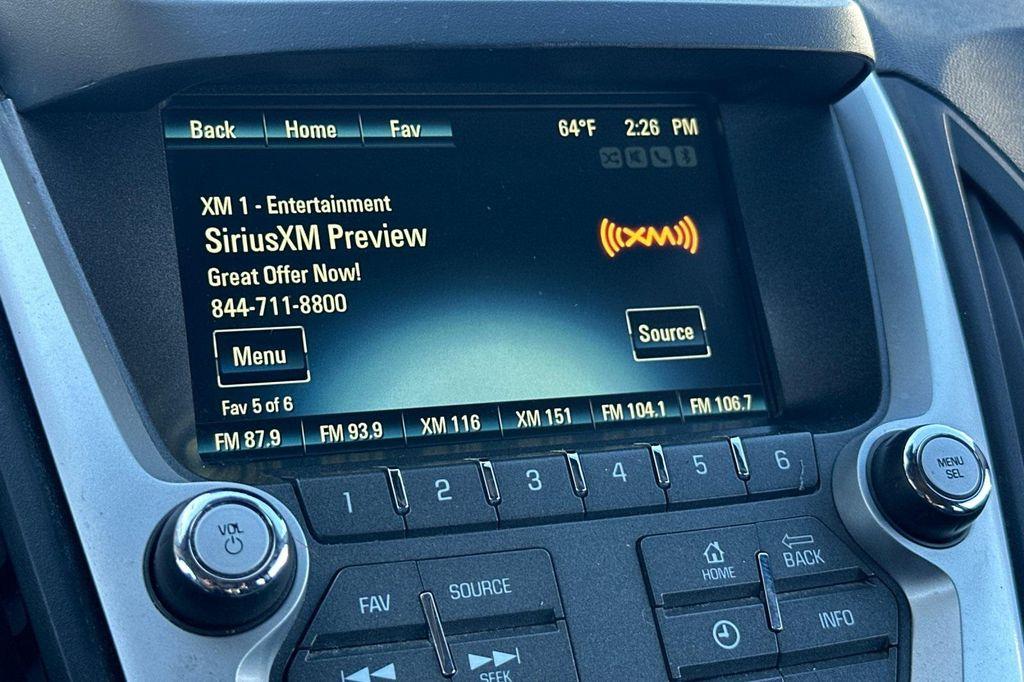 Back Home Fav 64°F 2:26 PM
XM 1 - Entertainment
SiriusXM Preview
((XM))
Great Offer Now!
844-711-8800
Menu Source
Fav 5 of 6
FM 87.9 FM 93.9 XM 116 XM 151 FM 104.1 FM 106.7
1 2 3 4 5 6
VOL
MENU
SEL
FAV SOURCE
HOME BACK
INFO
SEEK